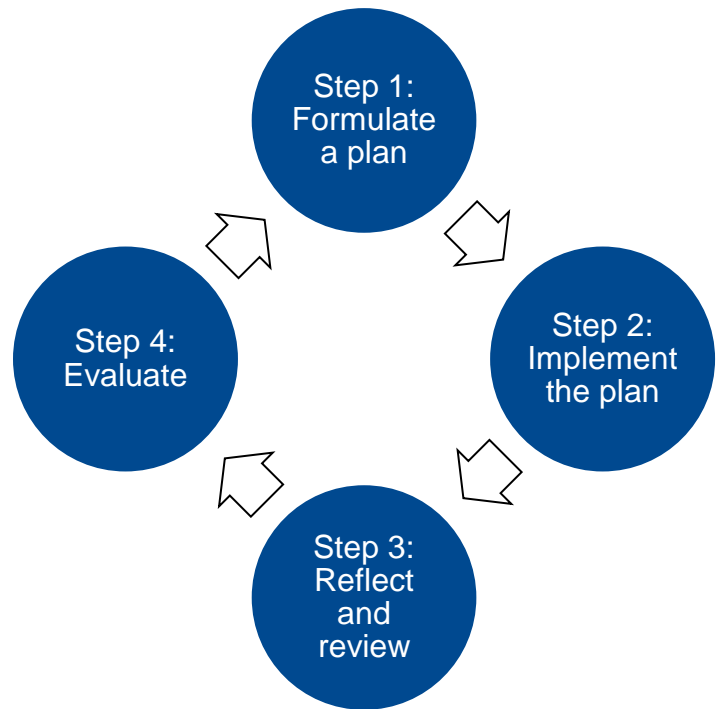 Step 1:
Formulate
a plan
Step 2:
Implement
the plan
Step 3:
Reflect
and
review
Step 4:
Evaluate